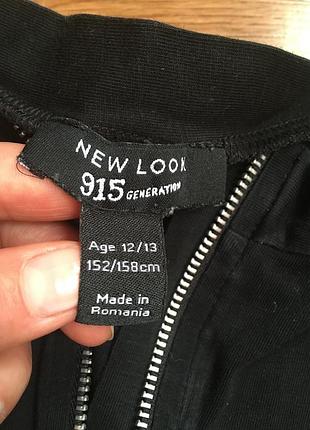 NEW LOOK
915 GENERATION
Age 12/13
152/158cm
Made in
Romania